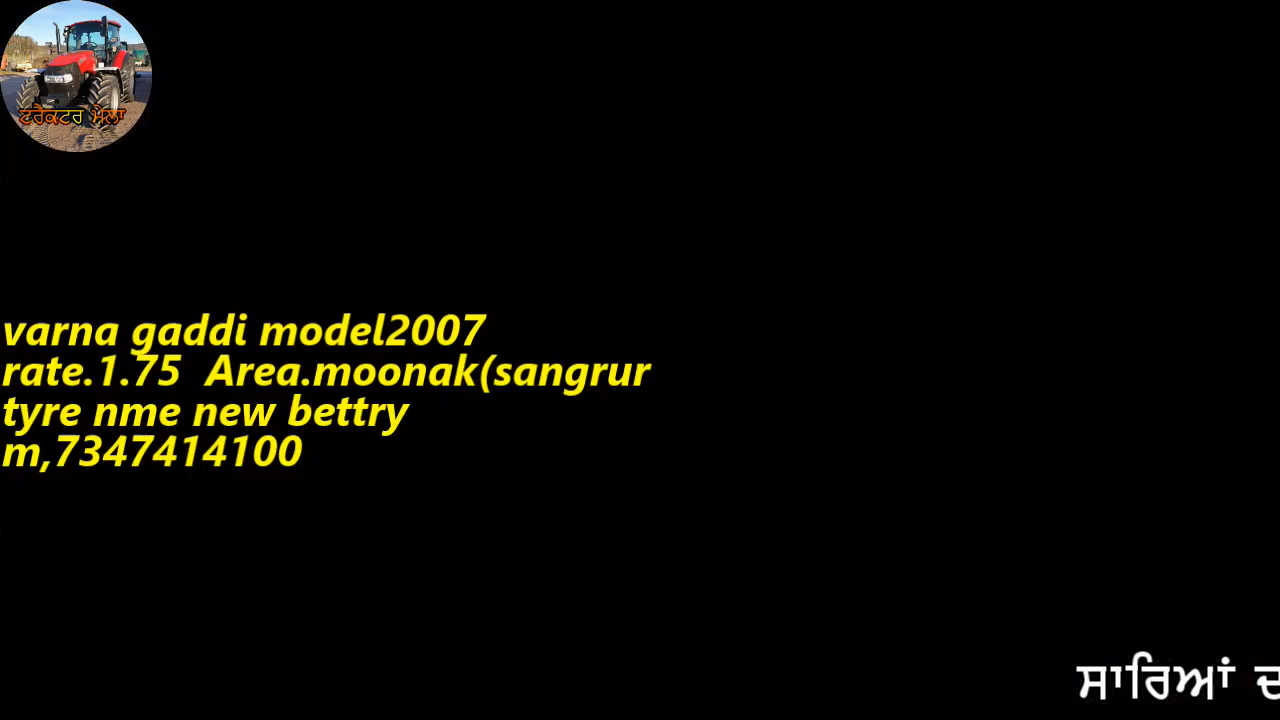 ਟਰੈਕਟਰ ਮੇਲਾ
varna gaddi model2007
rate.1.75 Area.moonak(sangrur
tyre nme new bettry
m,7347414100
ਸਾਰਿਆਂ